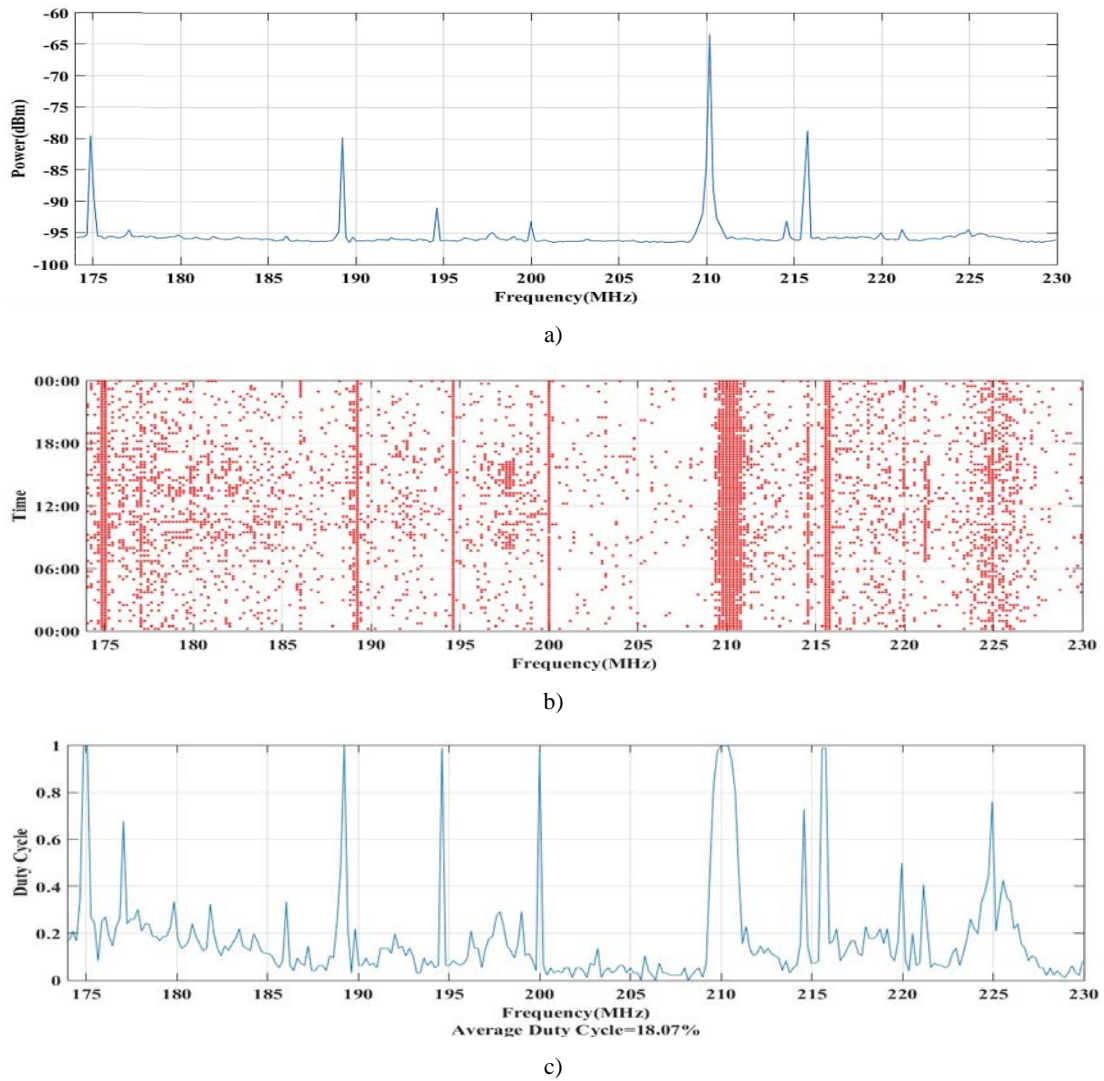 -60
-65
-70
-75
-80
-85
-90
-95
-100
Power(dBm)
175 180 185 190 195 200 205 210 215 220 225 230
Frequency(MHz)
a)
00:00
18:00
12:00
06:00
00:00
Time
175 180 185 190 195 200 205 210 215 220 225 230
Frequency(MHz)
b)
1
0.8
0.6
0.4
0.2
0
Duty Cycle
175 180 185 190 195 200 205 210 215 220 225 230
Frequency(MHz)
Average Duty Cycle=18.07%
c)